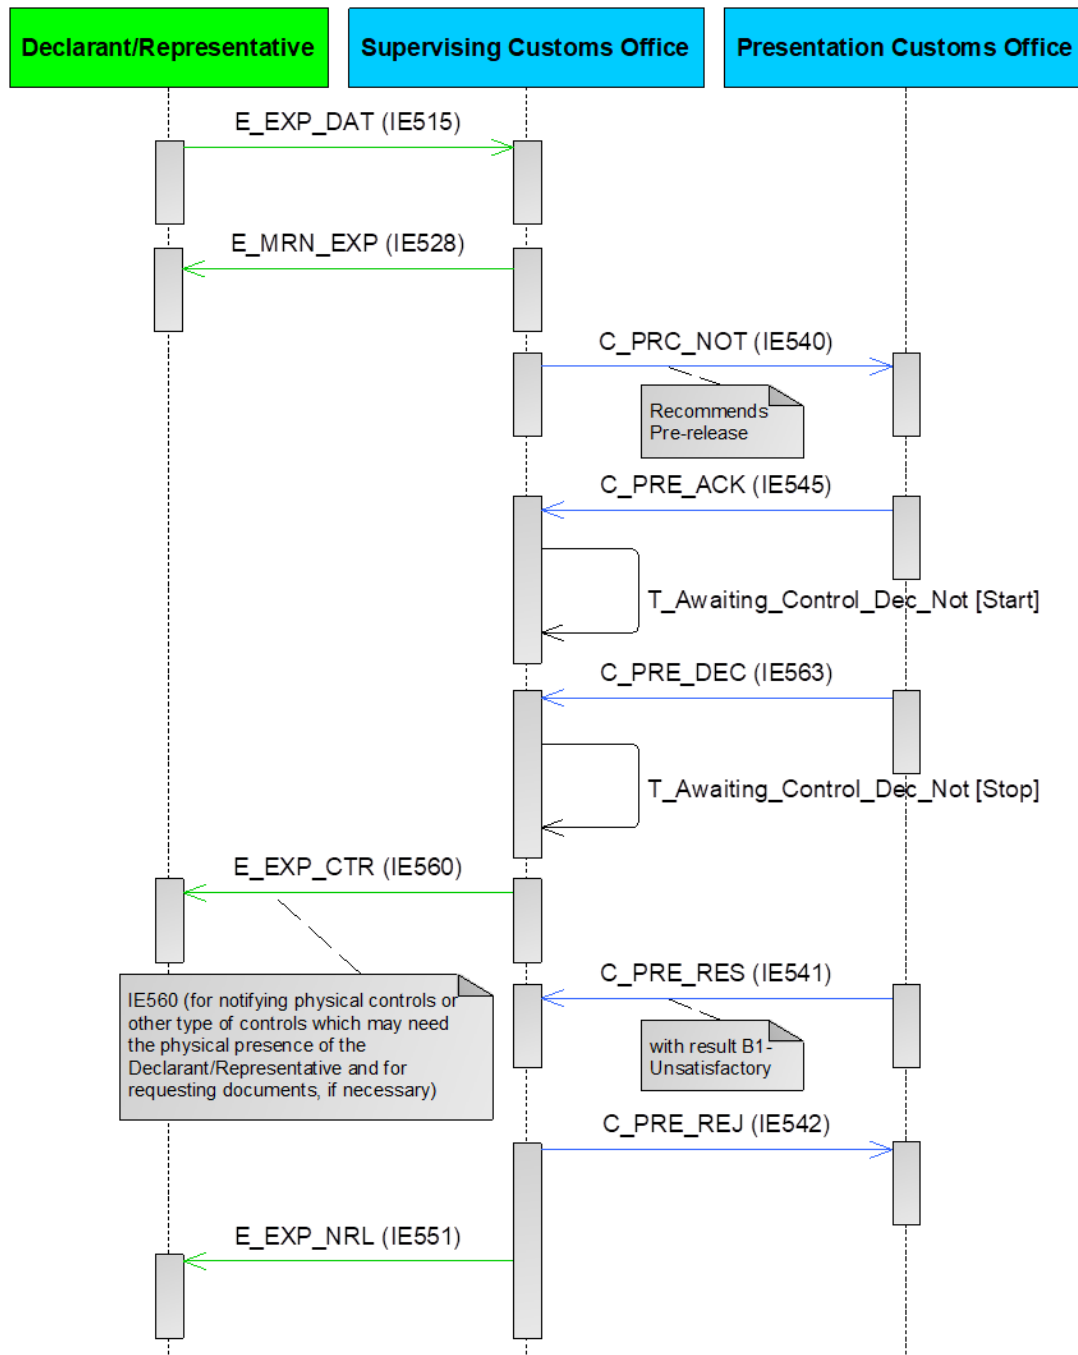 Declarant/Representative
Supervising Customs Office
Presentation Customs Office
E_EXP_DAT (IE515)
E_MRN_EXP (IE528)
C_PRC_NOT (IE540)
Recommends
Pre-release
C_PRE_ACK (IE545)
T_Awaiting_Control_Dec_Not [Start]
C_PRE_DEC (IE563)
T_Awaiting_Control_Dec_Not [Stop]
E_EXP_CTR (IE560)
IE560 (for notifying physical controls or
other type of controls which may need
the physical presence of the
Declarant/Representative and for
requesting documents, if necessary)
C_PRE_RES (IE541)
with result B1-
Unsatisfactory
C_PRE_REJ (IE542)
E_EXP_NRL (IE551)